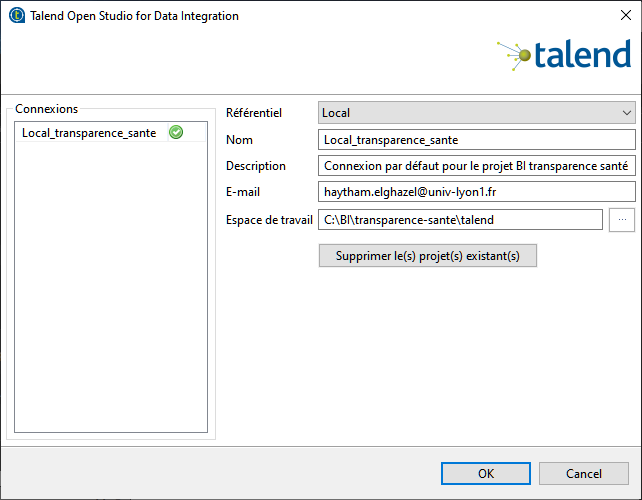 Talend Open Studio for Data Integration
talend
Connexions
Local_transparence_sante
Référentiel Local
Nom Local_transparence_sante
Description Connexion par défaut pour le projet BI transparence santé
E-mail haytham.elghazel@univ-lyon1.fr
Espace de travail C:\BI\transparence-sante\talend ...
Supprimer le(s) projet(s) existant(s)
OK Cancel